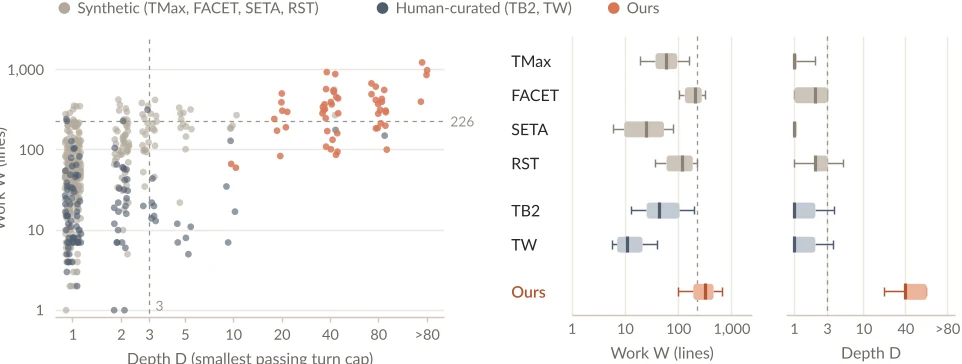 Synthetic (TMax, FACET, SETA, RST) Human-curated (TB2, TW) Ours
1,000
100
10
1
Work W (lines)
226
3
1 2 3 5 10 20 40 80 >80
Depth D (smallest passing turn cap)
TMax
FACET
SETA
RST
TB2
TW
Ours
1 10 100 1,000
Work W (lines)
1 3 10 40 >80
Depth D